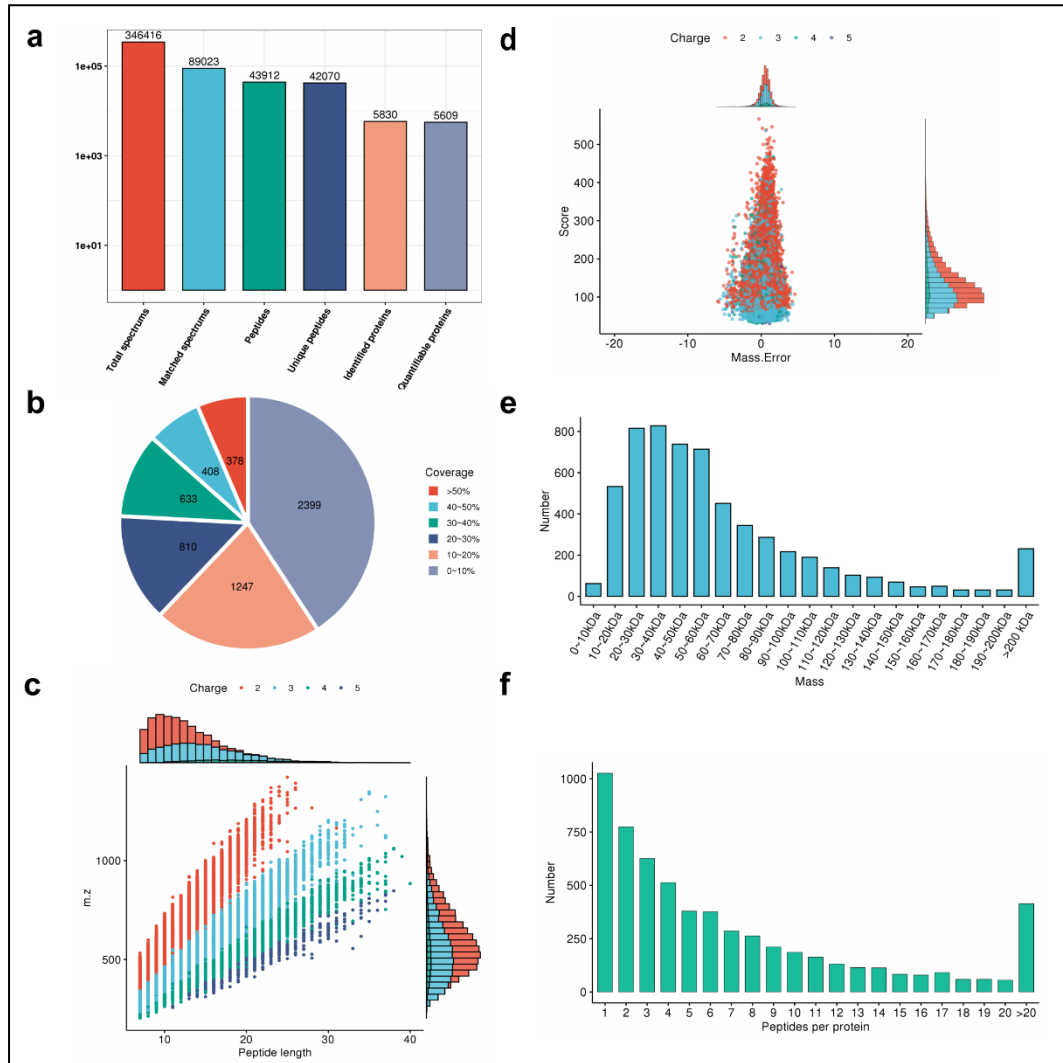 a
346416
89023
43912
42070
5830
5609
1e+05
1e+03
1e+01
Total spectrums
Matched spectrums
Peptides
Unique peptides
Identified proteins
Quantifiable proteins
b
378
408
633
810
1247
2399
Coverage
>50%
40~50%
30~40%
20~30%
10~20%
0~10%
c
Charge 2 3 4 5
m.z
1000
500
10 20 30 40
Peptide length
d
Charge 2 3 4 5
Score
500
400
300
200
100
-20 -10 0 10 20
Mass.Error
e
Number
800
600
400
200
0
0~10kDa
10~20kDa
20~30kDa
30~40kDa
40~50kDa
50~60kDa
60~70kDa
70~80kDa
80~90kDa
90~100kDa
100~110kDa
110~120kDa
120~130kDa
130~140kDa
140~150kDa
150~160kDa
160~170kDa
170~180kDa
180~190kDa
190~200kDa
>200 kDa
Mass
f
Number
1000
750
500
250
0
1 2 3 4 5 6 7 8 9 10 11 12 13 14 15 16 17 18 19 20 >20
Peptides per protein